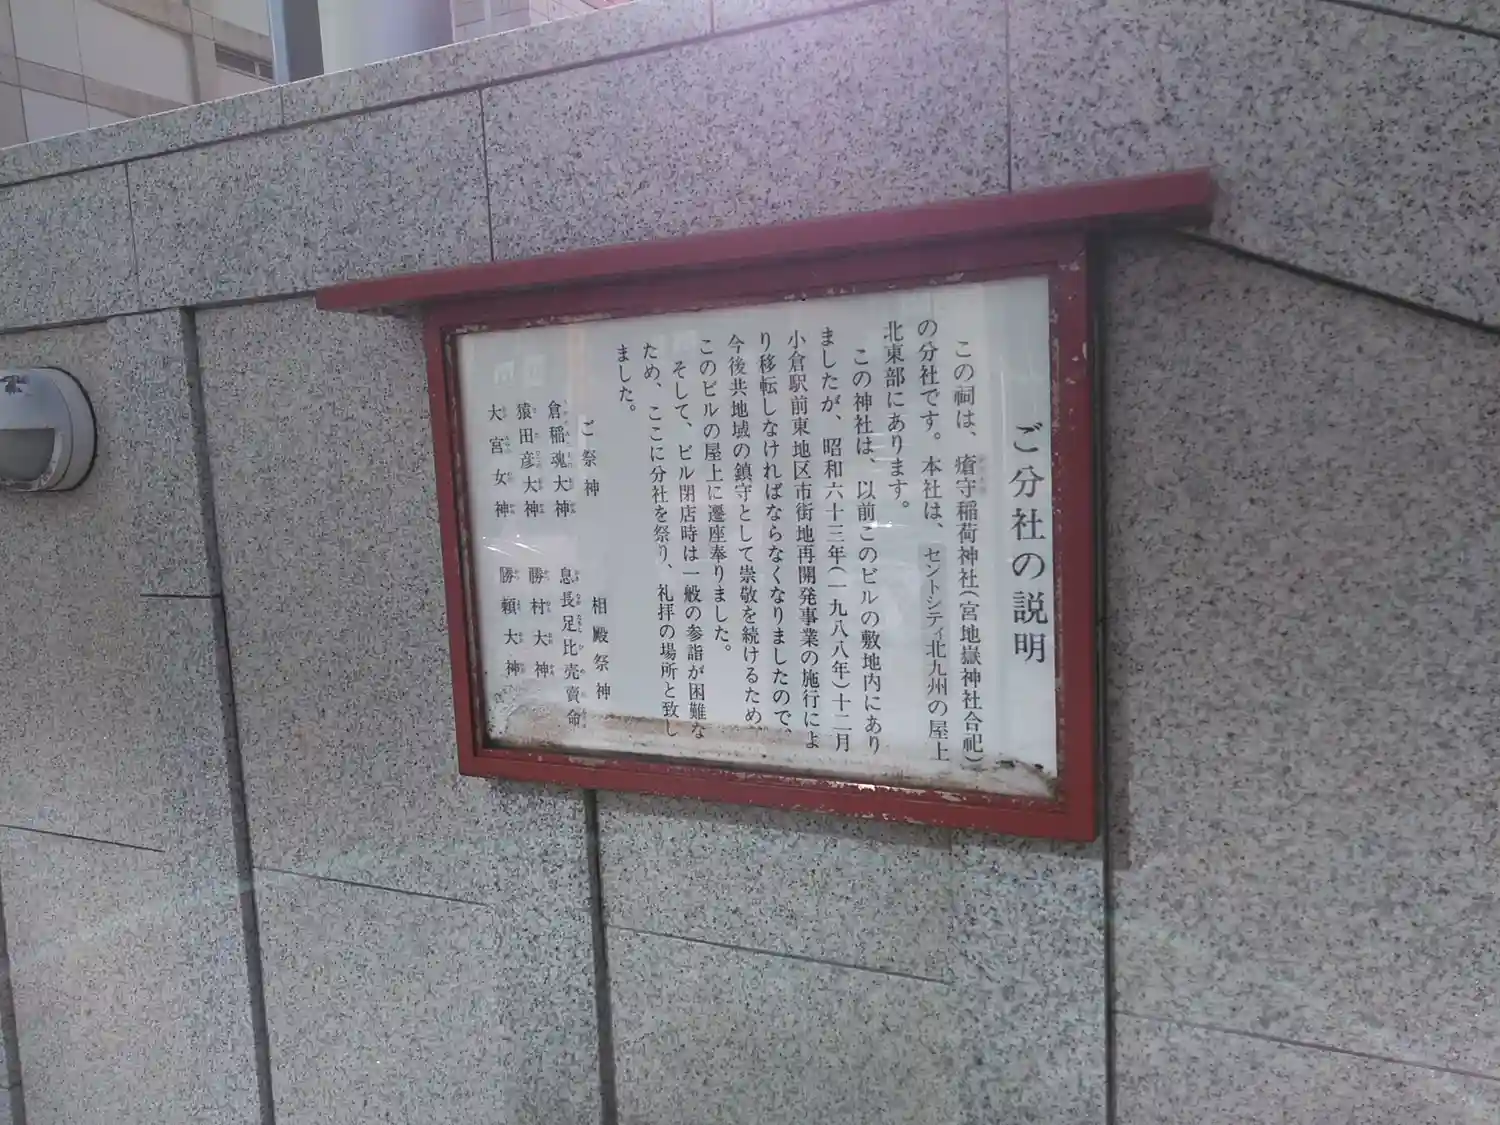 ご分社の説明
この祠は、瘡守稲荷神社(宮地嶽神社合祀)
の分社です。本社は、セントシティ北九州の屋上
北東部にあります。
この神社は、以前このビルの敷地内にあり
ましたが、昭和六十三年(一九八八年)十二月
小倉駅前東地区市街地再開発事業の施行によ
り移転しなければならなくなりましたので、
今後共地域の鎮守として崇敬を続けるため、
このビルの屋上に遷座奉りました。
そして、ビル閉店時は一般の参詣が困難な
ため、ここに分社を祭り、礼拝の場所と致し
ました。
ご祭神
倉稲魂大神
猿田彦大神
大宮女神
相殿祭神
息長足比売賣命
勝村大神
勝頼大神